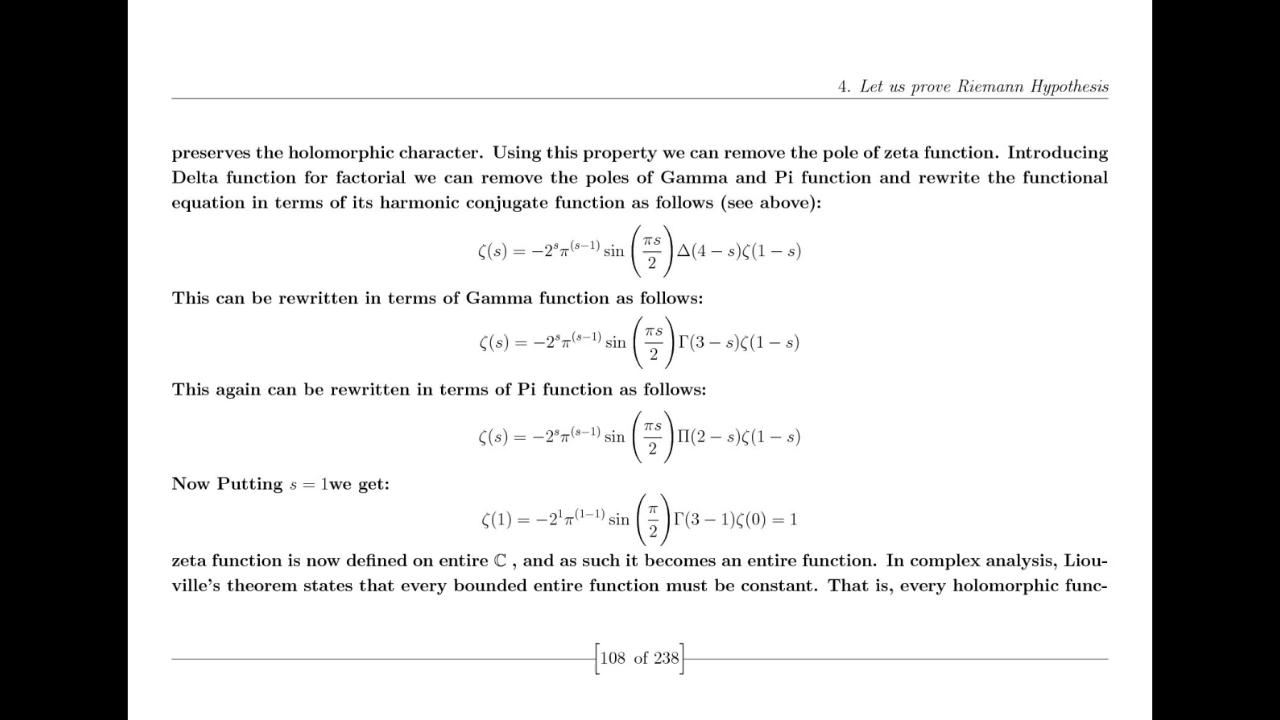 4. Let us prove Riemann Hypothesis
preserves the holomorphic character. Using this property we can remove the pole of zeta function. Introducing
Delta function for factorial we can remove the poles of Gamma and Pi function and rewrite the functional
equation in terms of its harmonic conjugate function as follows (see above):
ζ(s) = −2^sπ^(s−1) sin(πs/2)Δ(4 − s)ζ(1 − s)
This can be rewritten in terms of Gamma function as follows:
ζ(s) = −2^sπ^(s−1) sin(πs/2)Γ(3 − s)ζ(1 − s)
This again can be rewritten in terms of Pi function as follows:
ζ(s) = −2^sπ^(s−1) sin(πs/2)Π(2 − s)ζ(1 − s)
Now Putting s = 1we get:
ζ(1) = −2^1π^(1−1) sin(π/2)Γ(3 − 1)ζ(0) = 1
zeta function is now defined on entire ℂ , and as such it becomes an entire function. In complex analysis, Liou-
ville's theorem states that every bounded entire function must be constant. That is, every holomorphic func-
[108 of 238]